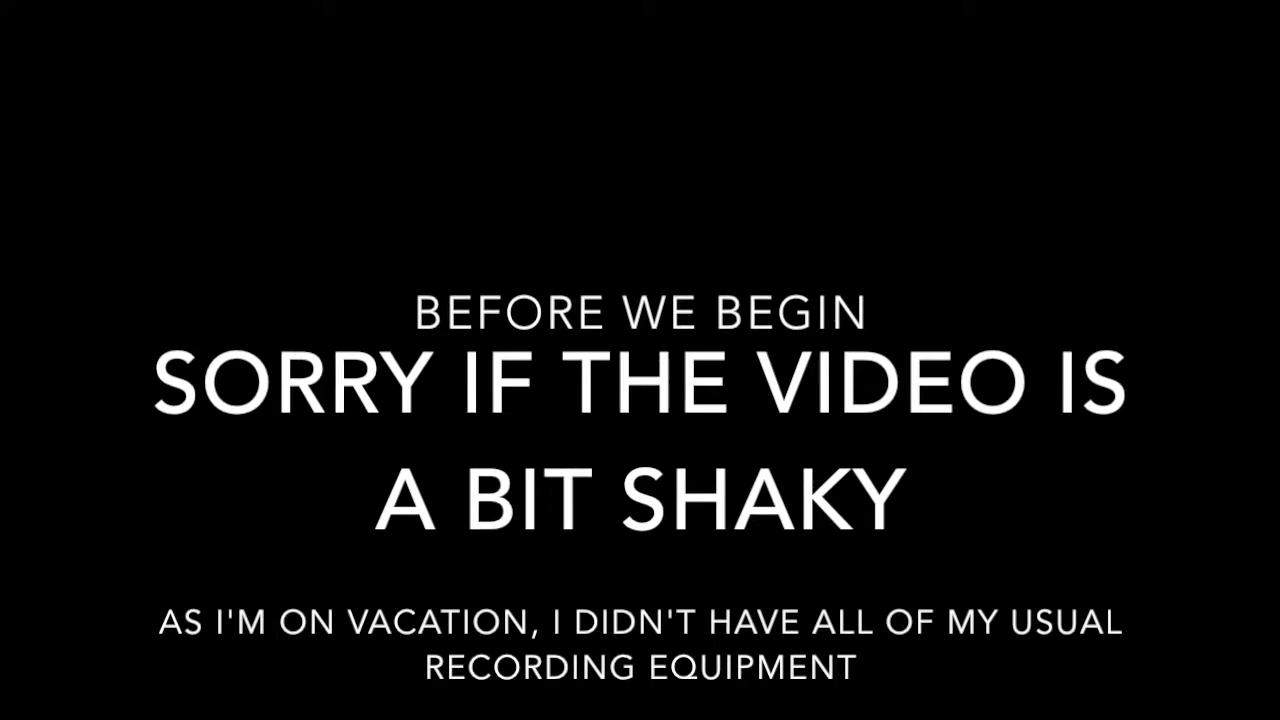 BEFORE WE BEGIN
SORRY IF THE VIDEO IS
A BIT SHAKY
AS I'M ON VACATION, I DIDN'T HAVE ALL OF MY USUAL
RECORDING EQUIPMENT